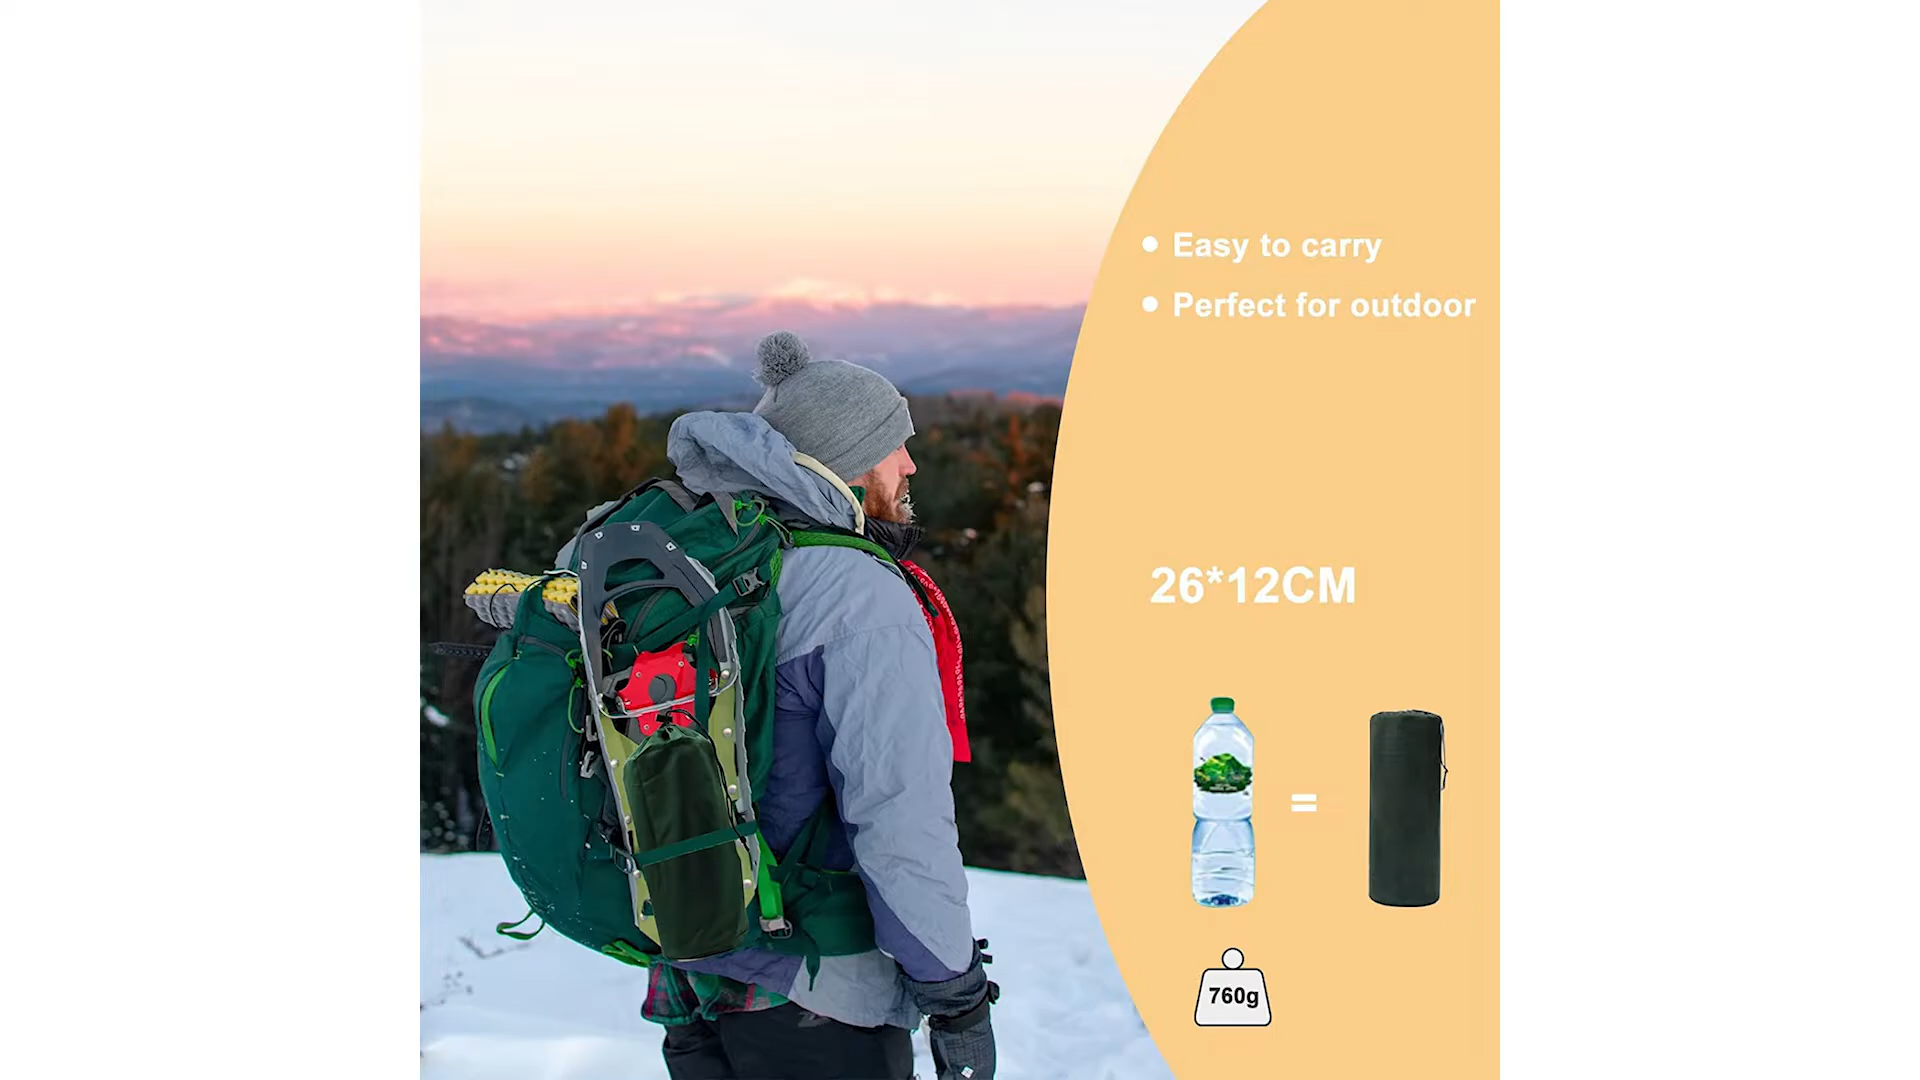 Easy to carry
Perfect for outdoor
26*12CM
=
760g